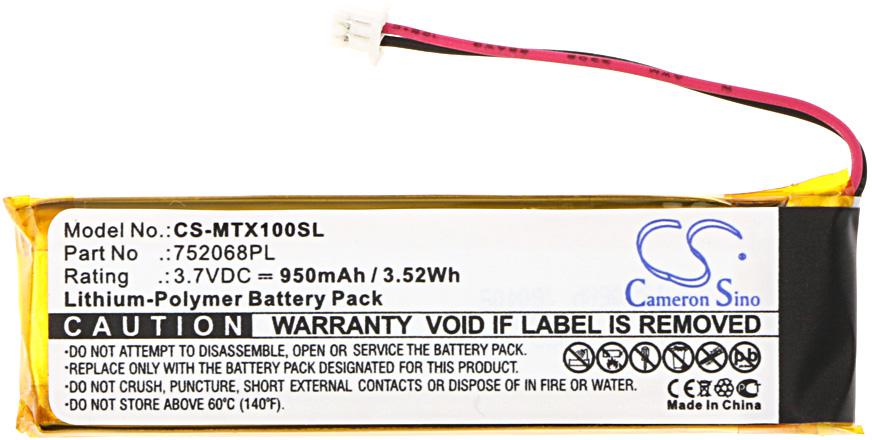 Model No.: CS-MTX100SL
Part No .: 752068PL
Rating .: 3.7VDC ⎓ 950mAh / 3.52Wh
Lithium-Polymer Battery Pack
CS
Cameron Sino
CAUTION WARRANTY VOID IF LABEL IS REMOVED
•DO NOT ATTEMPT TO DISSEMBLE, OPEN OR SERVICE THE BATTERY PACK.
•REPLACE ONLY WITH THE BATTERY PACK DESIGNATED FOR THIS PRODUCT
•DO NOT CRUSH, PUNCTURE, SHORT EXTERNAL CONTACTS OR DISPOSE OF IN FIRE OR WATER.
•DO NOT STORE ABOVE 60°C (140°F).
Pb
CE
Made In China